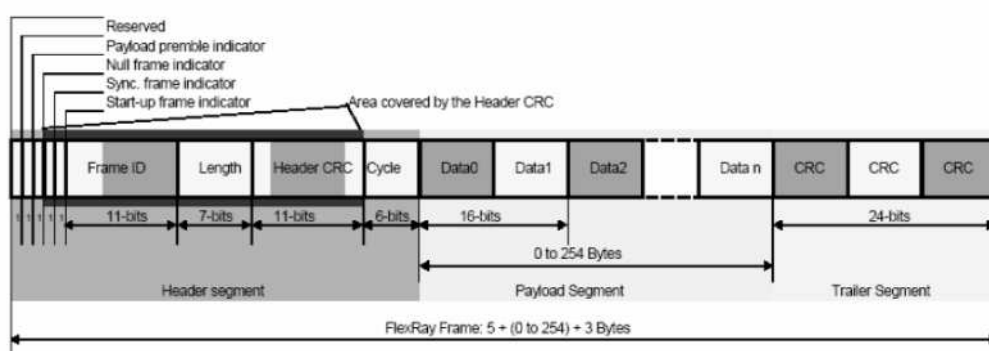 Reserved
Payload premble indicator
Null frame indicator
Sync. frame indicator
Start-up frame indicator
Area covered by the Header CRC
Frame ID Length Header CRC Cycle Data0 Data1 Data2 Data n CRC CRC CRC
1 1 1 1 1 11-bits 7-bits 11-bits 6-bits 16-bits 24-bits
0 to 254 Bytes
Header segment Payload Segment Trailer Segment
FlexRay Frame: 5 + (0 to 254) + 3 Bytes